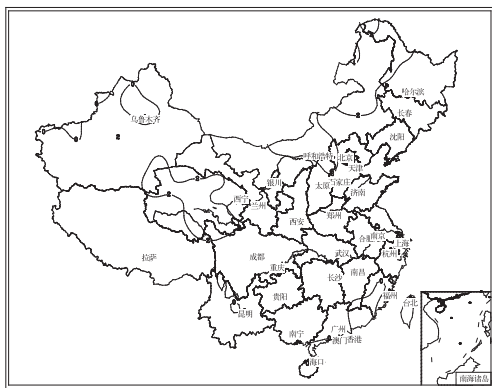 哈尔滨
长春
乌鲁木齐
沈阳
呼和浩特
北京
天津
石家庄
太原
银川
济南
西宁
兰州
郑州
西安
南京
合肥
上海
武汉
杭州
拉萨
成都
重庆
长沙
南昌
贵阳
福州
台北
昆明
广州
南宁
澳门
香港
海口
南海诸岛